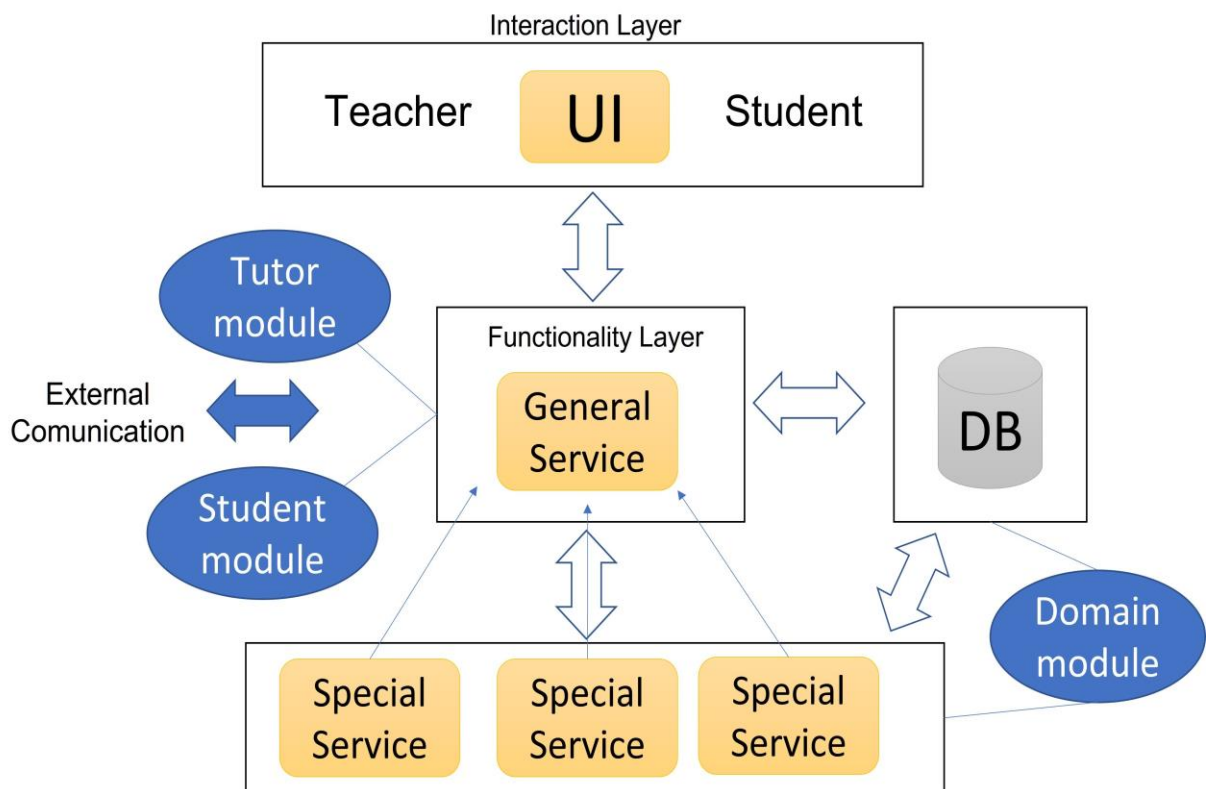 Interaction Layer
Teacher
UI
Student
Tutor
module
Functionality Layer
External
Comunication
General
Service
DB
Student
module
Domain
module
Special
Service
Special
Service
Special
Service